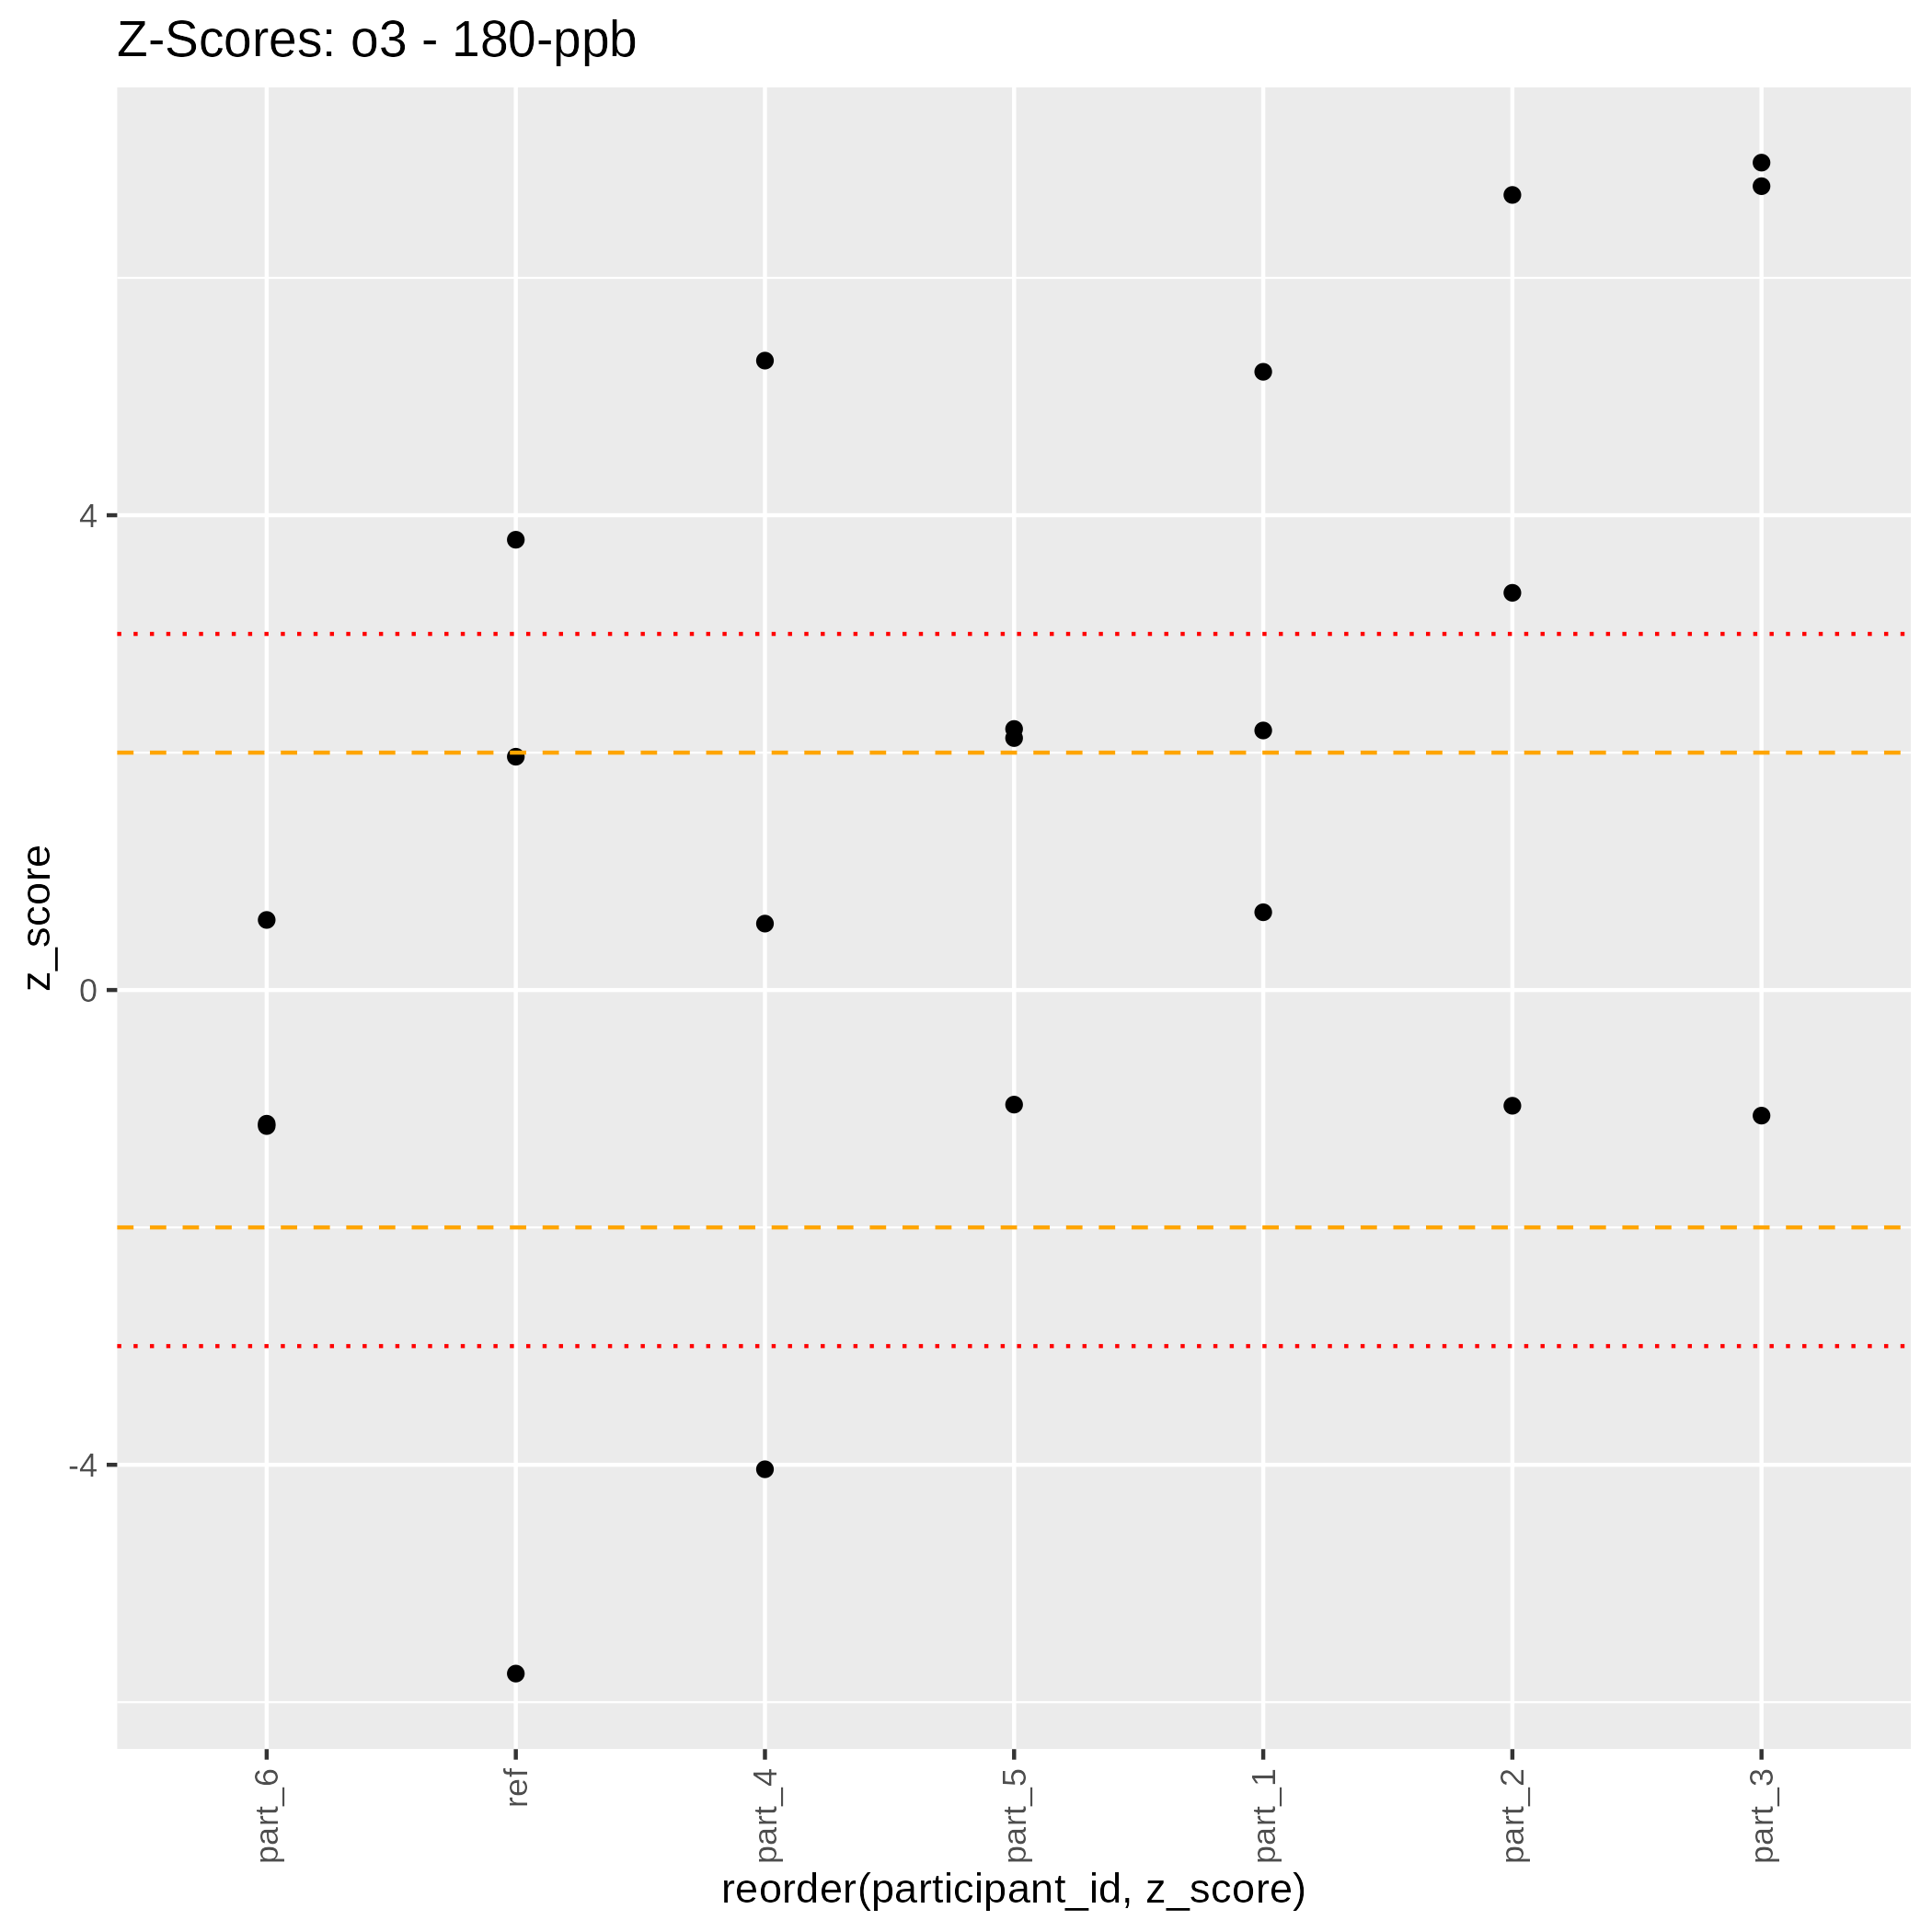 Z-Scores: o3 - 180-ppb
z_score
4
0
-4
part_6
ref
part_4
part_5
part_1
part_2
part_3
reorder(participant_id, z_score)